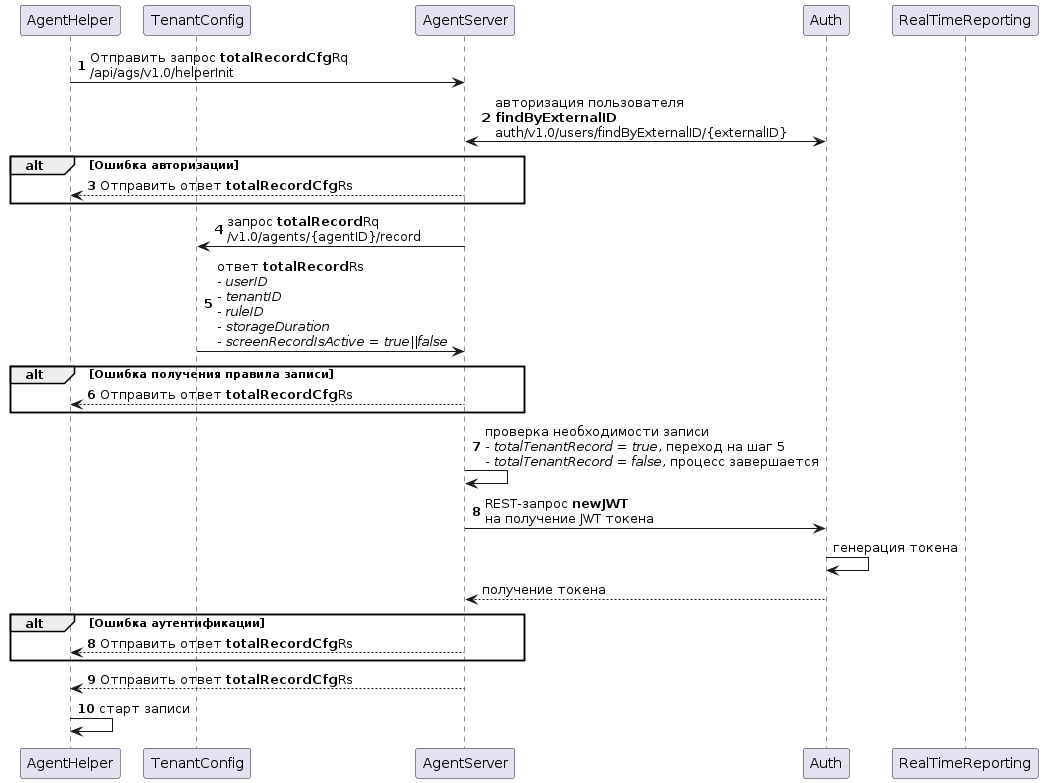 AgentHelper TenantConfig AgentServer Auth RealTimeReporting
1 Отправить запрос totalRecordCfgRq
/api/ags/v1.0/helperInit
авторизация пользователя
2 findByExternalID
auth/v1.0/users/findByExternalID/{externalID}
alt [Ошибка авторизации]
3 Отправить ответ totalRecordCfgRs
4 запрос totalRecordRq
/v1.0/agents/{agentID}/record
ответ totalRecordRs
- userID
- tenantID
5 - ruleID
- storageDuration
- screenRecordIsActive = true||false
alt [Ошибка получения правила записи]
6 Отправить ответ totalRecordCfgRs
проверка необходимости записи
7 - totalTenantRecord = true, переход на шаг 5
- totalTenantRecord = false, процесс завершается
8 REST-запрос newJWT
на получение JWT токена
генерация токена
получение токена
alt [Ошибка аутентификации]
8 Отправить ответ totalRecordCfgRs
9 Отправить ответ totalRecordCfgRs
10 старт записи
AgentHelper TenantConfig AgentServer Auth RealTimeReporting